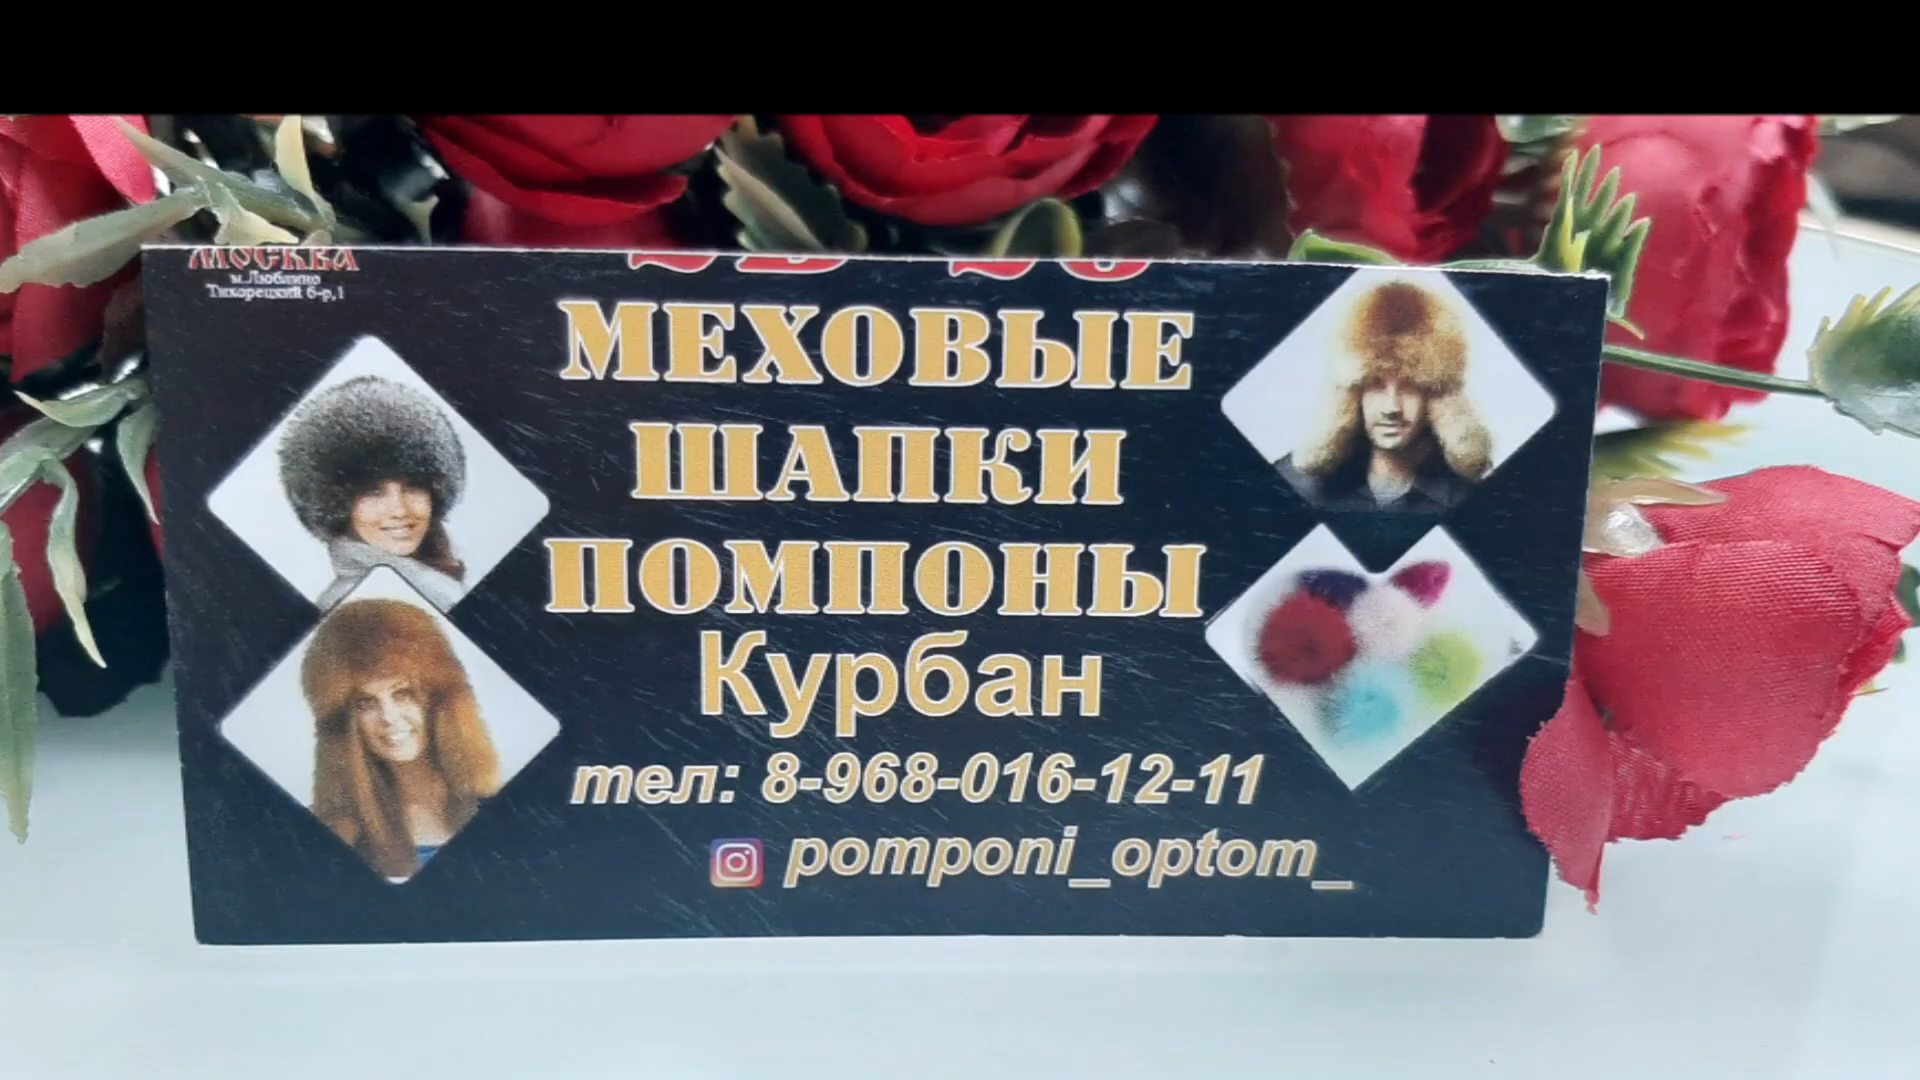 МОСКВА
м.Люблино
Тихорецкий б-р,1
МЕХОВЫЕ
ШАПКИ
ПОМПОНЫ
Курбан
тел: 8-968-016-12-11
pomponi_optom_